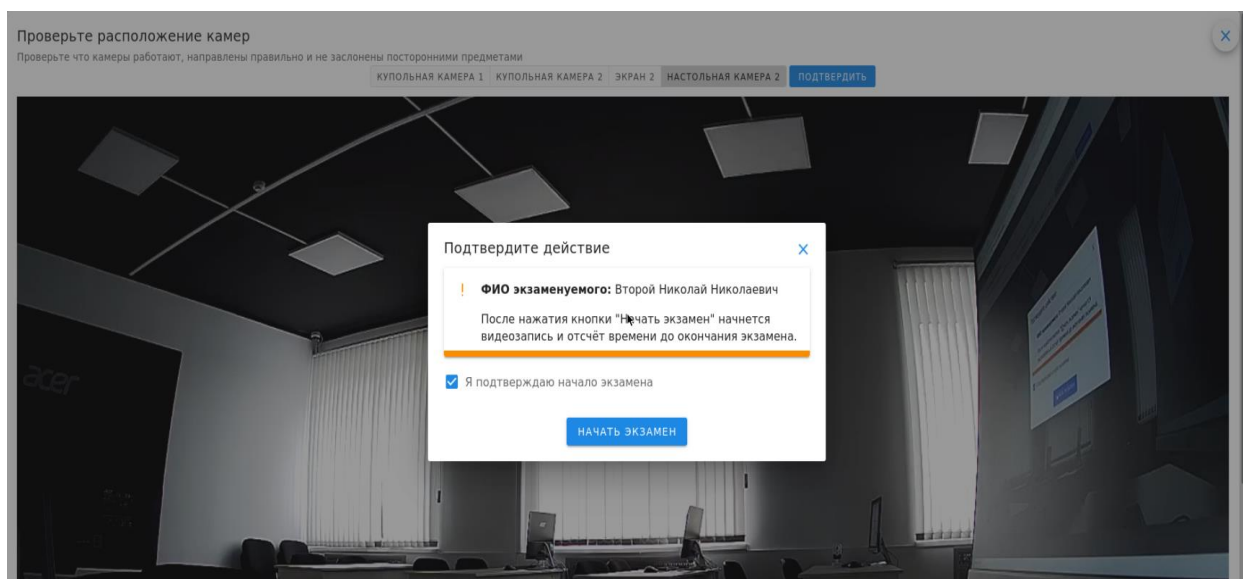 Проверьте расположение камер
Проверьте что камеры работают, направлены правильно и не заслонены посторонними предметами
КУПОЛЬНАЯ КАМЕРА 1 КУПОЛЬНАЯ КАМЕРА 2 ЭКРАН 2 НАСТОЛЬНАЯ КАМЕРА 2 ПОДТВЕРДИТЬ
Подтвердите действие
! ФИО экзаменуемого: Второй Николай Николаевич
После нажатия кнопки "Начать экзамен" начнется
видеозапись и отсчёт времени до окончания экзамена.
Я подтверждаю начало экзамена
НАЧАТЬ ЭКЗАМЕН
acer